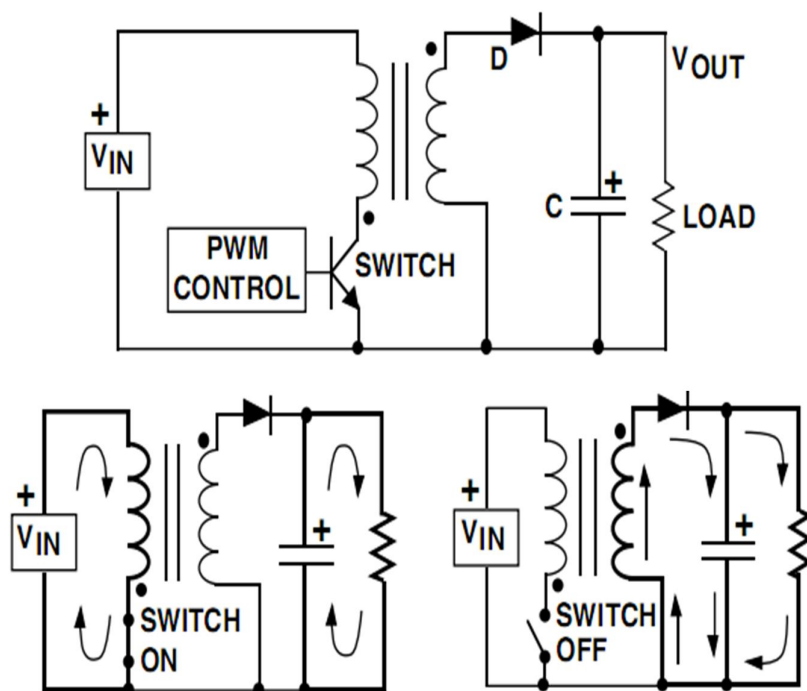 +
VIN
D
VOUT
C
+
LOAD
PWM
CONTROL
SWITCH
+
VIN
SWITCH
ON
+
+
VIN
SWITCH
OFF
+